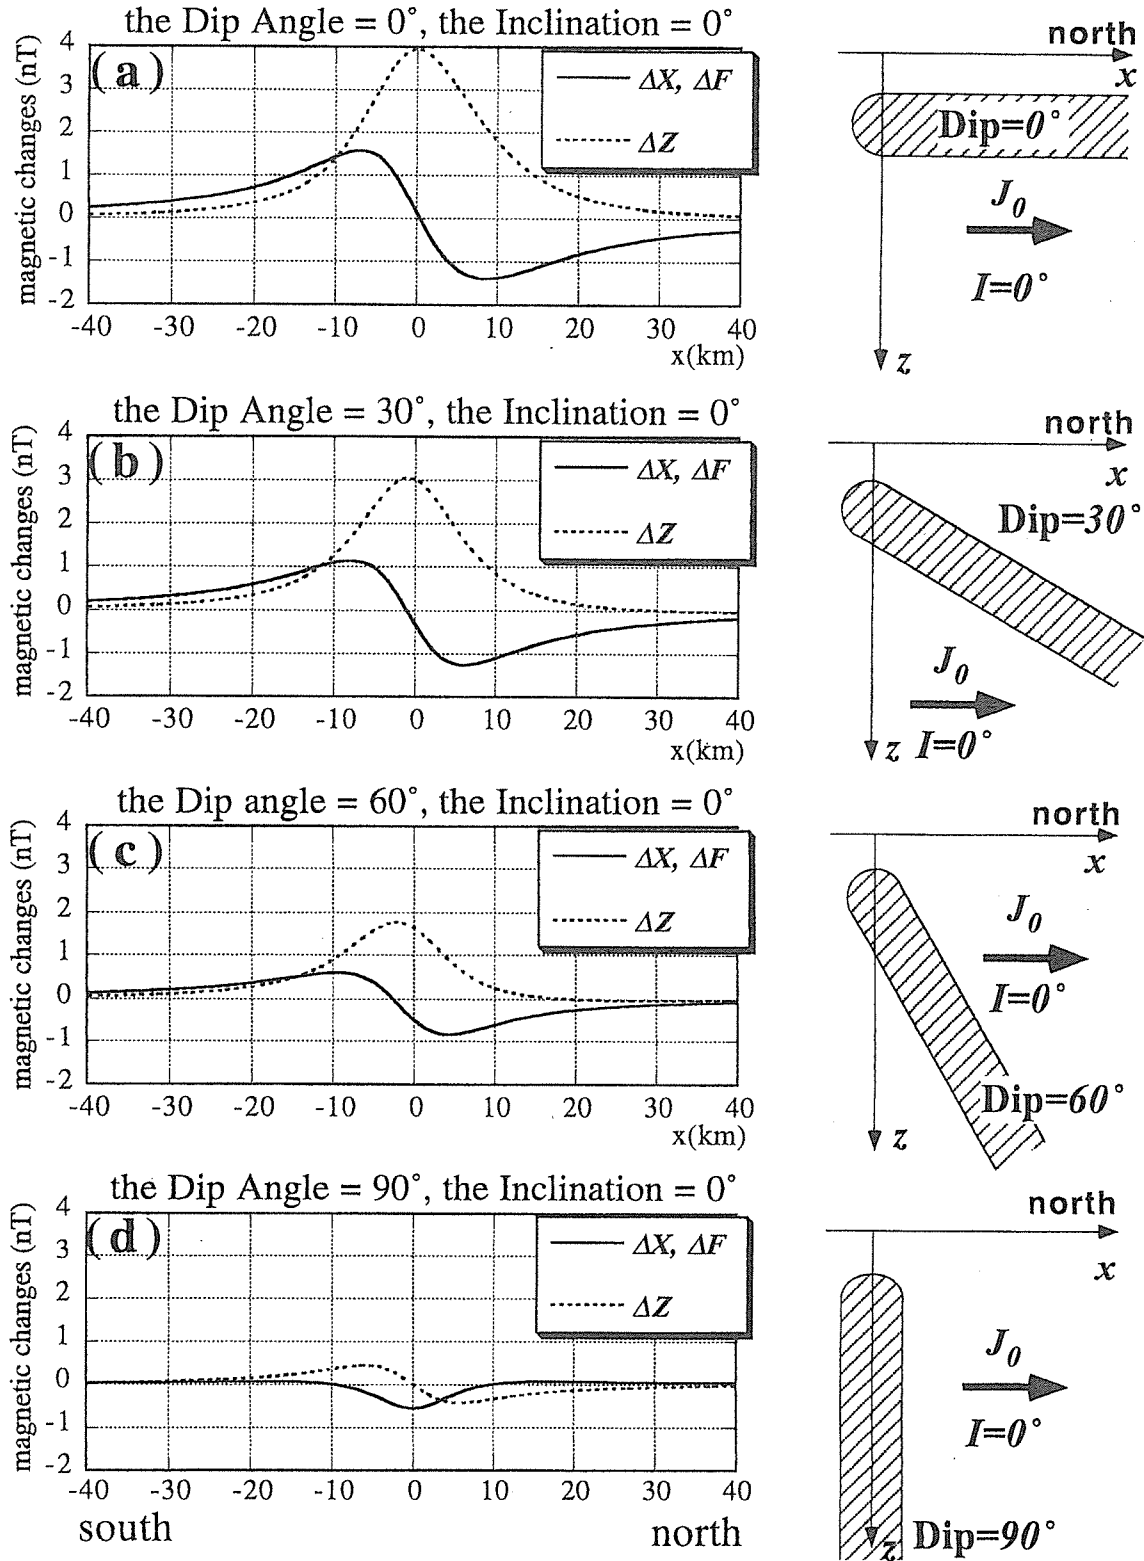 the Dip Angle = 0°, the Inclination = 0°
(a)
magnetic changes (nT)
4
3
2
1
0
-1
-2
ΔX, ΔF
ΔZ
-40 -30 -20 -10 0 10 20 30 40
x(km)
north
x
Dip=0°
J0
I=0°
z
the Dip Angle = 30°, the Inclination = 0°
(b)
magnetic changes (nT)
4
3
2
1
0
-1
-2
ΔX, ΔF
ΔZ
-40 -30 -20 -10 0 10 20 30 40
x(km)
north
x
Dip=30°
J0
z I=0°
the Dip angle = 60°, the Inclination = 0°
(c)
magnetic changes (nT)
4
3
2
1
0
-1
-2
ΔX, ΔF
ΔZ
-40 -30 -20 -10 0 10 20 30 40
x(km)
north
x
J0
I=0°
Dip=60°
z
the Dip Angle = 90°, the Inclination = 0°
(d)
magnetic changes (nT)
4
3
2
1
0
-1
-2
ΔX, ΔF
ΔZ
-40 -30 -20 -10 0 10 20 30 40
south north
north
x
J0
I=0°
z Dip=90°